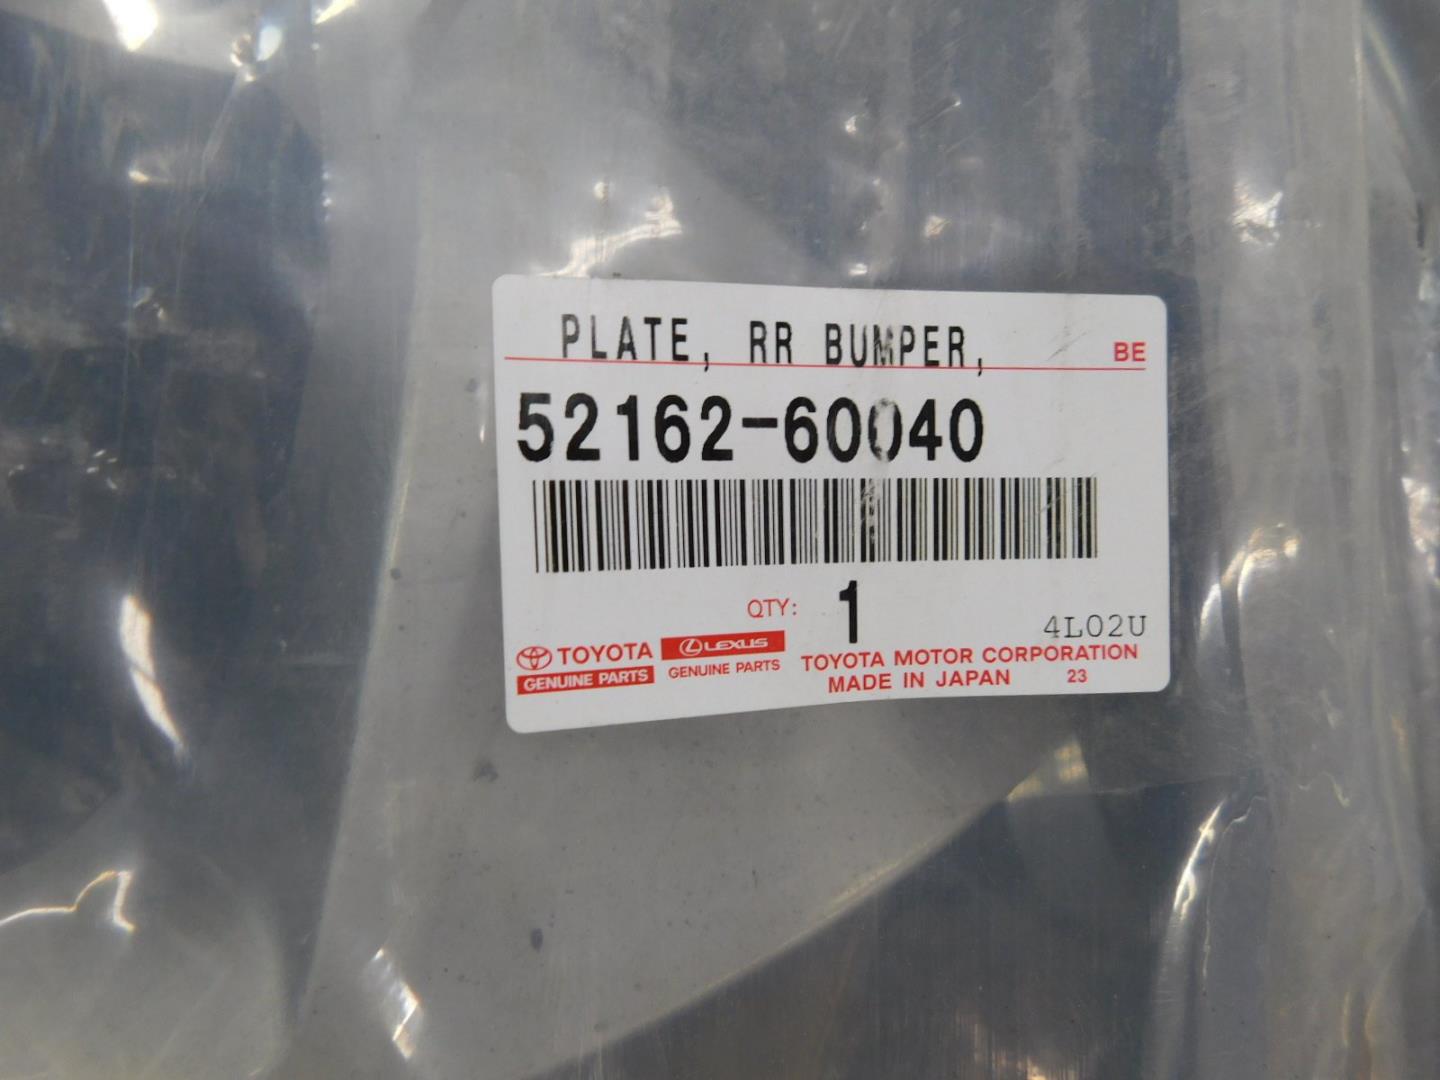 PLATE, RR BUMPER,
BE
52162-60040
QTY: 1
4L02U
TOYOTA
GENUINE PARTS
LEXUS
GENUINE PARTS
TOYOTA MOTOR CORPORATION
MADE IN JAPAN 23